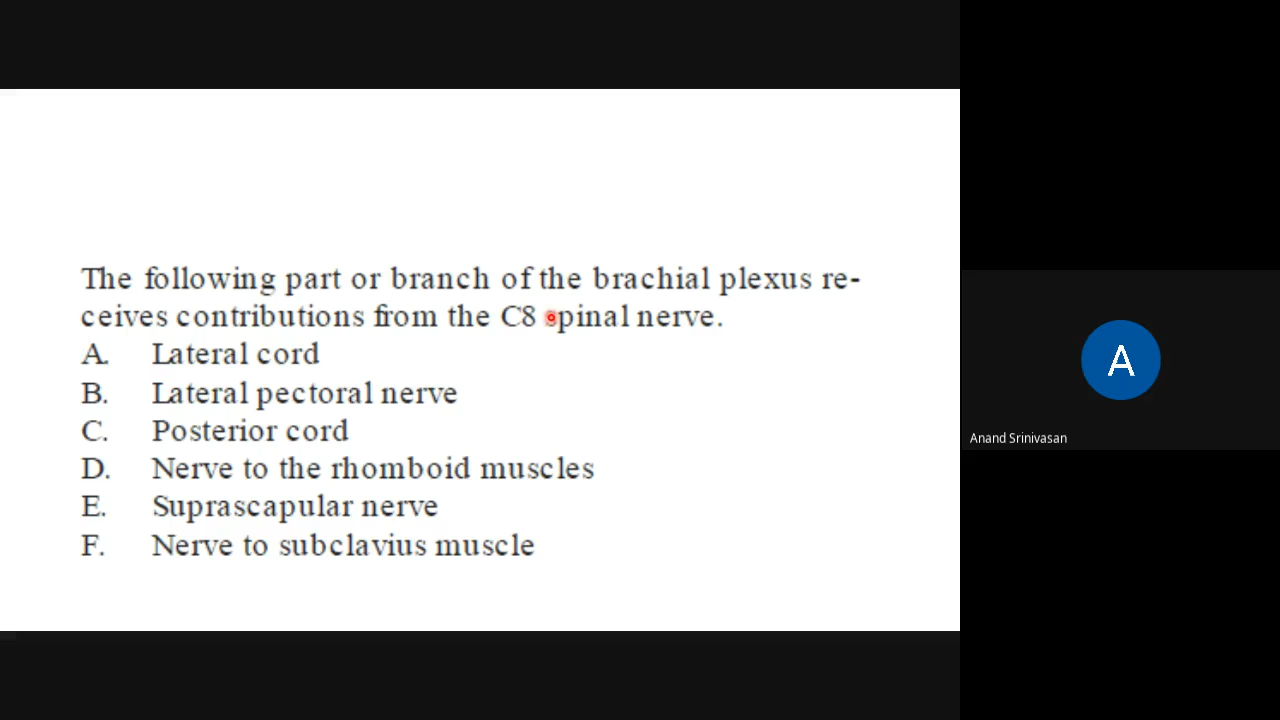 The following part or branch of the brachial plexus re-
ceives contributions from the C8 spinal nerve.
A. Lateral cord
B. Lateral pectoral nerve
C. Posterior cord
D. Nerve to the rhomboid muscles
E. Suprascapular nerve
F. Nerve to subclavius muscle
A
Anand Srinivasan